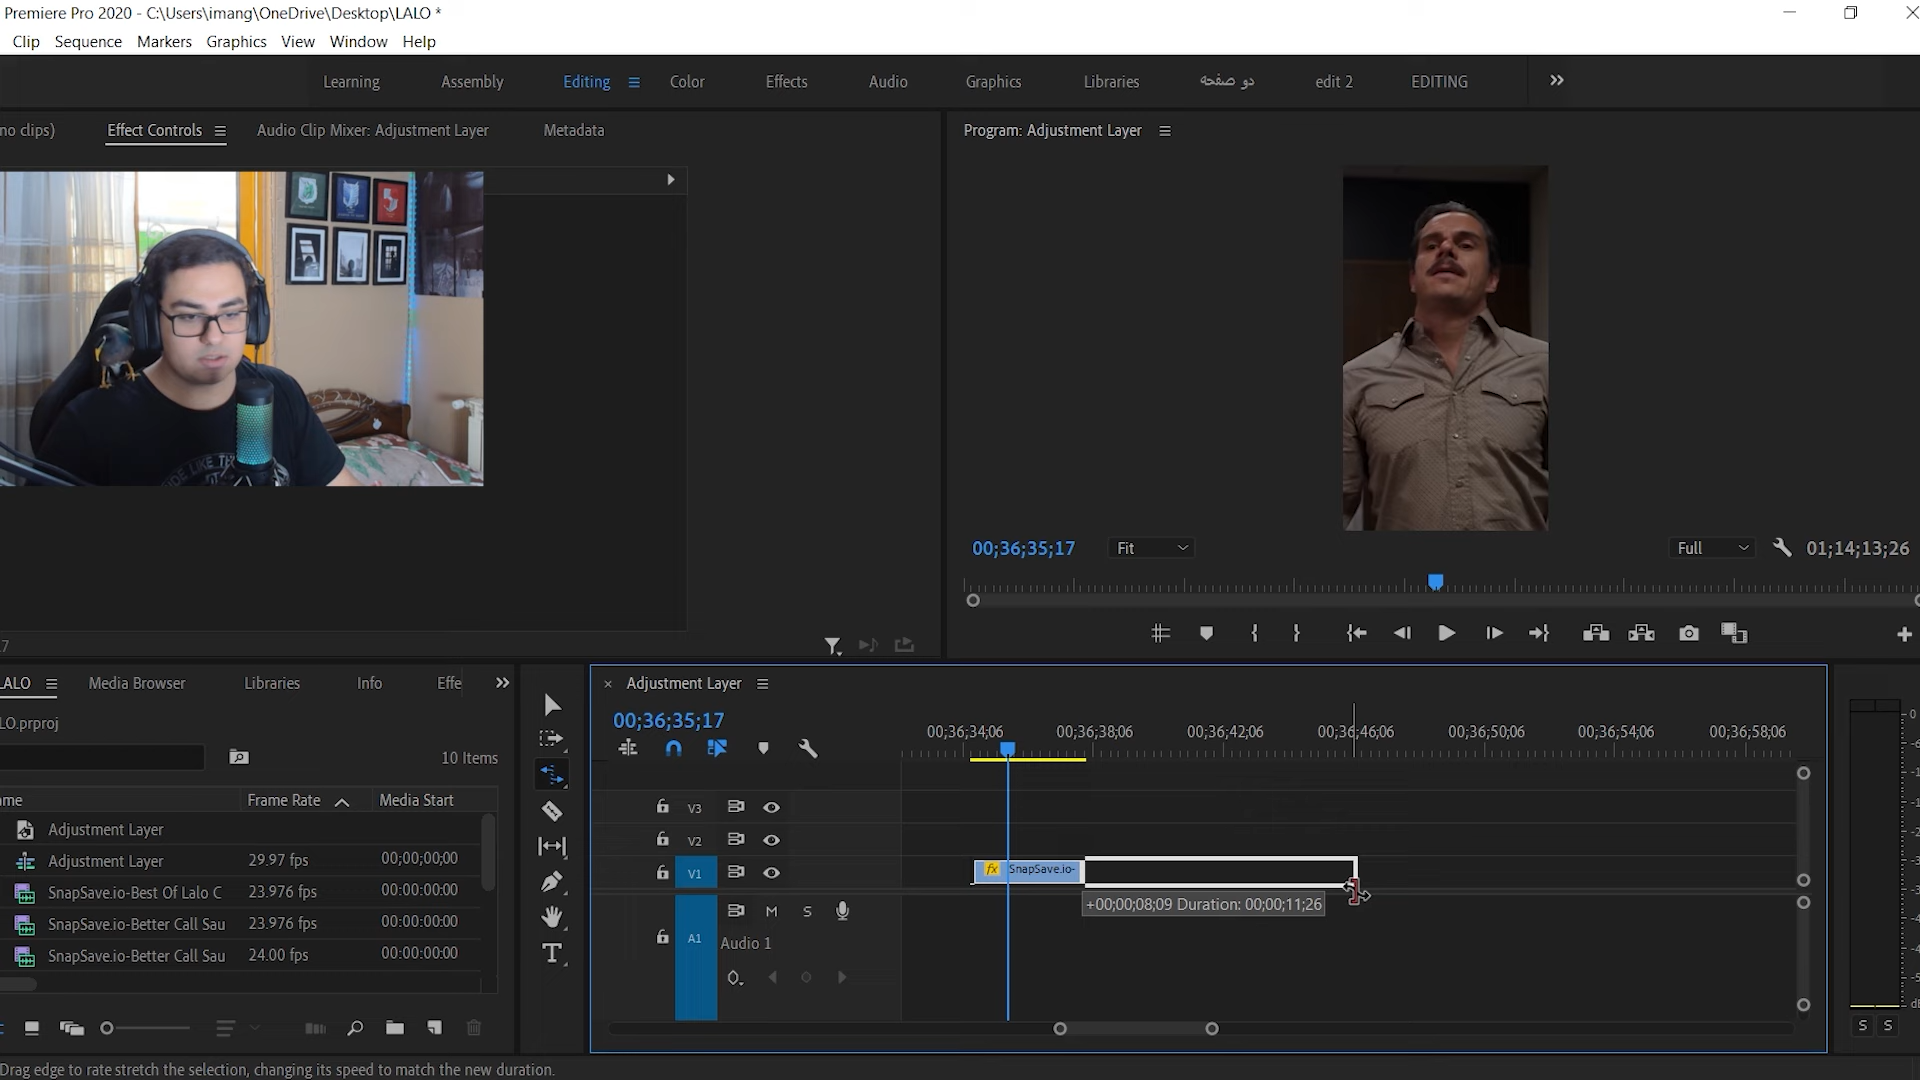 Premiere Pro 2020 - C:\Users\imang\OneDrive\Desktop\LALO *
Clip Sequence Markers Graphics View Window Help
Learning Assembly Editing Color Effects Audio Graphics Libraries دو صفحه edit 2 EDITING
no clips) Effect Controls Audio Clip Mixer: Adjustment Layer Metadata
Program: Adjustment Layer
00;36;35;17 Fit Full 01;14;13;26
LALO Media Browser Libraries Info Effe
LO.prproj
10 Items
me Frame Rate Media Start
Adjustment Layer
Adjustment Layer 29.97 fps 00;00;00;00
SnapSave.io-Best Of Lalo C 23.976 fps 00:00:00:00
SnapSave.io-Better Call Sau 23.976 fps 00:00:00:00
SnapSave.io-Better Call Sau 24.00 fps 00:00:00:00
Adjustment Layer
00;36;35;17
00;36;34;06 00;36;38;06 00;36;42;06 00;36;46;06 00;36;50;06 00;36;54;06 00;36;58;06
V3
V2
V1 fx SnapSave.io-
+00;00;08;09 Duration: 00;00;11;26
M S
A1 Audio 1
S S
Drag edge to rate stretch the selection, changing its speed to match the new duration.